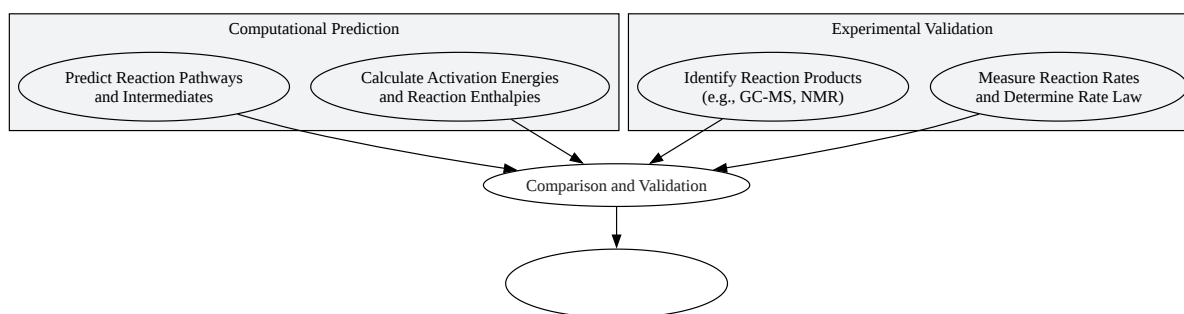 Computational Prediction
Experimental Validation
Predict Reaction Pathways
and Intermediates
Calculate Activation Energies
and Reaction Enthalpies
Identify Reaction Products
(e.g., GC-MS, NMR)
Measure Reaction Rates
and Determine Rate Law
Comparison and Validation